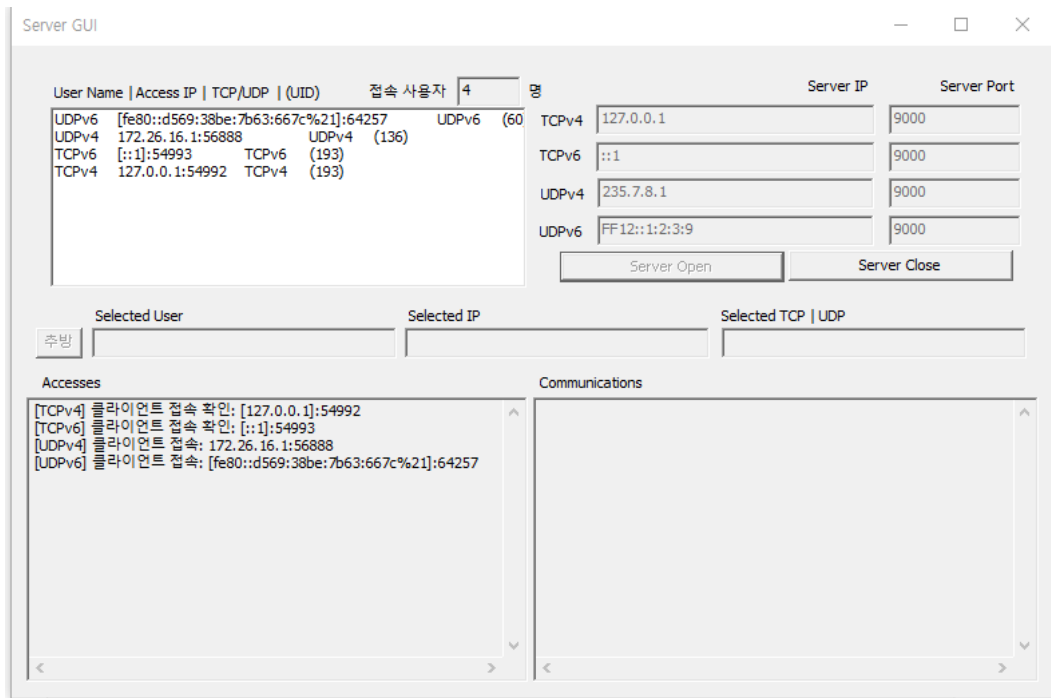 Server GUI
User Name | Access IP | TCP/UDP | (UID) 접속 사용자 4 명
Server IP Server Port
UDPv6 [fe80::d569:38be:7b63:667c%21]:64257 UDPv6 (60
UDPv4 172.26.16.1:56888 UDPv4 (136)
TCPv6 [::1]:54993 TCPv6 (193)
TCPv4 127.0.0.1:54992 TCPv4 (193)
TCPv4 127.0.0.1 9000
TCPv6 ::1 9000
UDPv4 235.7.8.1 9000
UDPv6 FF12::1:2:3:9 9000
Server Open Server Close
Selected User Selected IP Selected TCP | UDP
추방
Accesses
[TCPv4] 클라이언트 접속 확인: [127.0.0.1]:54992
[TCPv6] 클라이언트 접속 확인: [::1]:54993
[UDPv4] 클라이언트 접속: 172.26.16.1:56888
[UDPv6] 클라이언트 접속: [fe80::d569:38be:7b63:667c%21]:64257
Communications